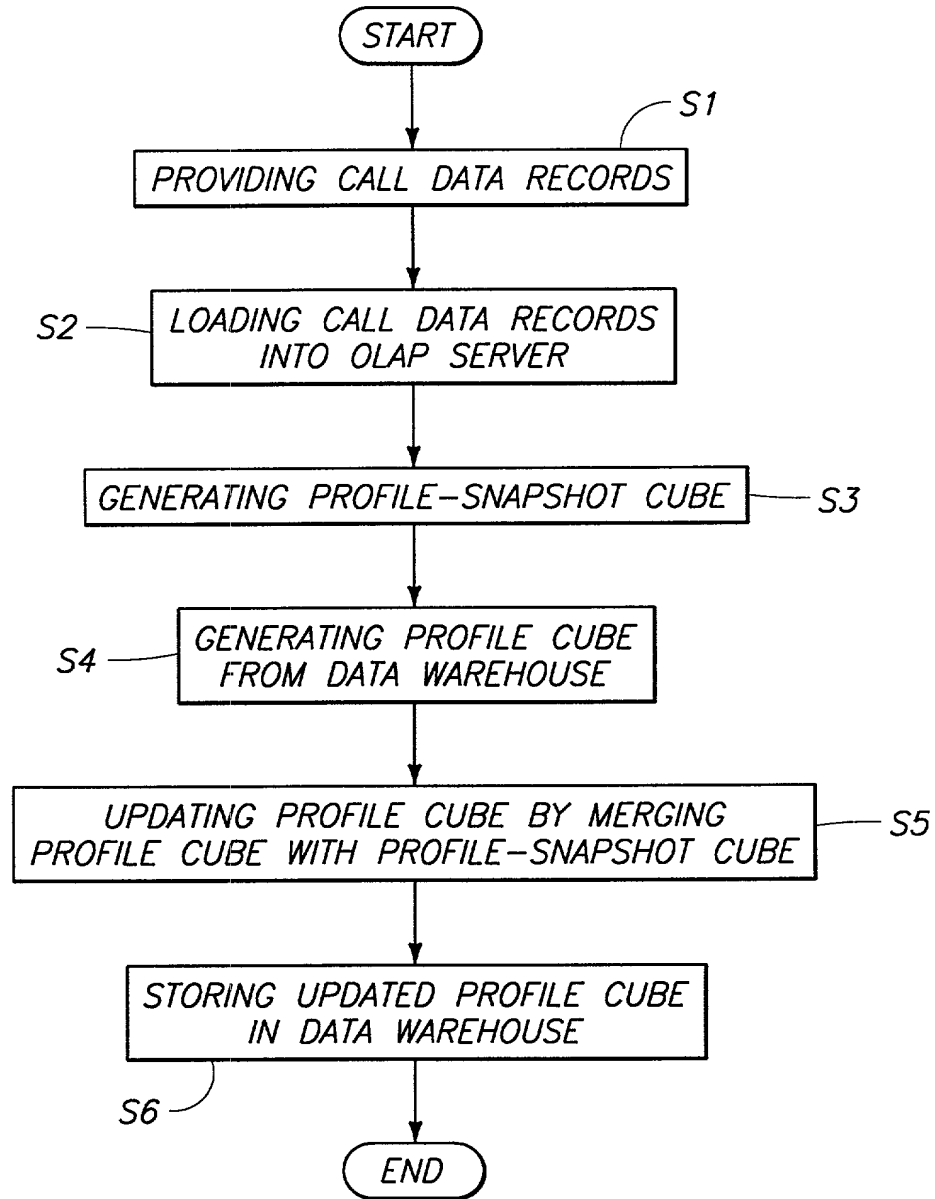 START
S1
PROVIDING CALL DATA RECORDS
S2
LOADING CALL DATA RECORDS
INTO OLAP SERVER
GENERATING PROFILE-SNAPSHOT CUBE
S3
S4
GENERATING PROFILE CUBE
FROM DATA WAREHOUSE
UPDATING PROFILE CUBE BY MERGING
PROFILE CUBE WITH PROFILE-SNAPSHOT CUBE
S5
STORING UPDATED PROFILE CUBE
IN DATA WAREHOUSE
S6
END